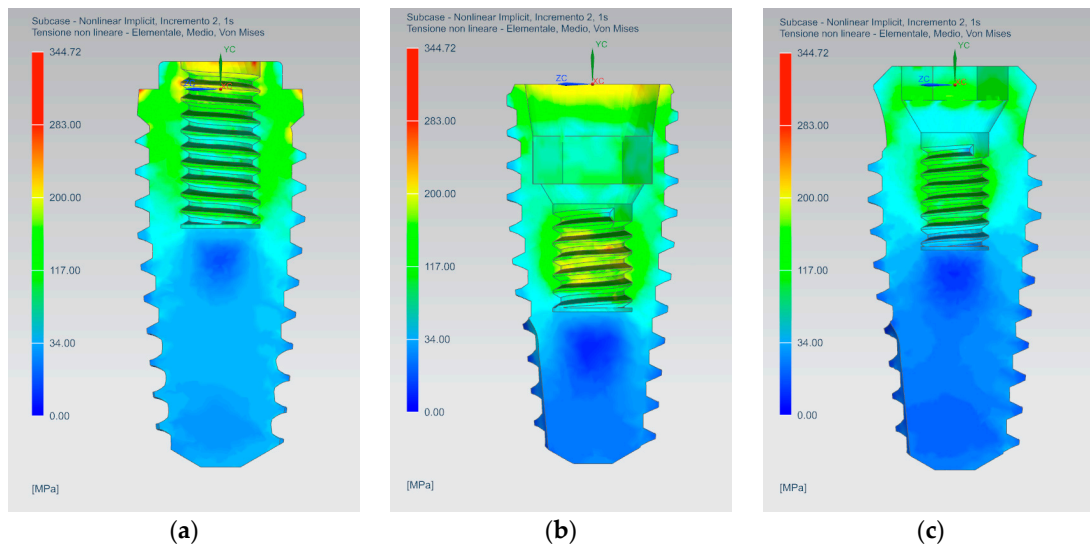 Subcase - Nonlinear Implicit, Incremento 2, 1s
Tensione non lineare - Elementale, Medio, Von Mises
344.72
283.00
200.00
117.00
34.00
0.00
[MPa]
XC
(a)
Subcase - Nonlinear Implicit, Incremento 2, 1s
Tensione non lineare - Elementale, Medio, Von Mises
344.72
283.00
200.00
117.00
34.00
0.00
[MPa]
YC
ZC
XC
(b)
Subcase - Nonlinear Implicit, Incremento 2, 1s
Tensione non lineare - Elementale, Medio, Von Mises
344.72
283.00
200.00
117.00
34.00
0.00
[MPa]
YC
ZC
XC
(c)